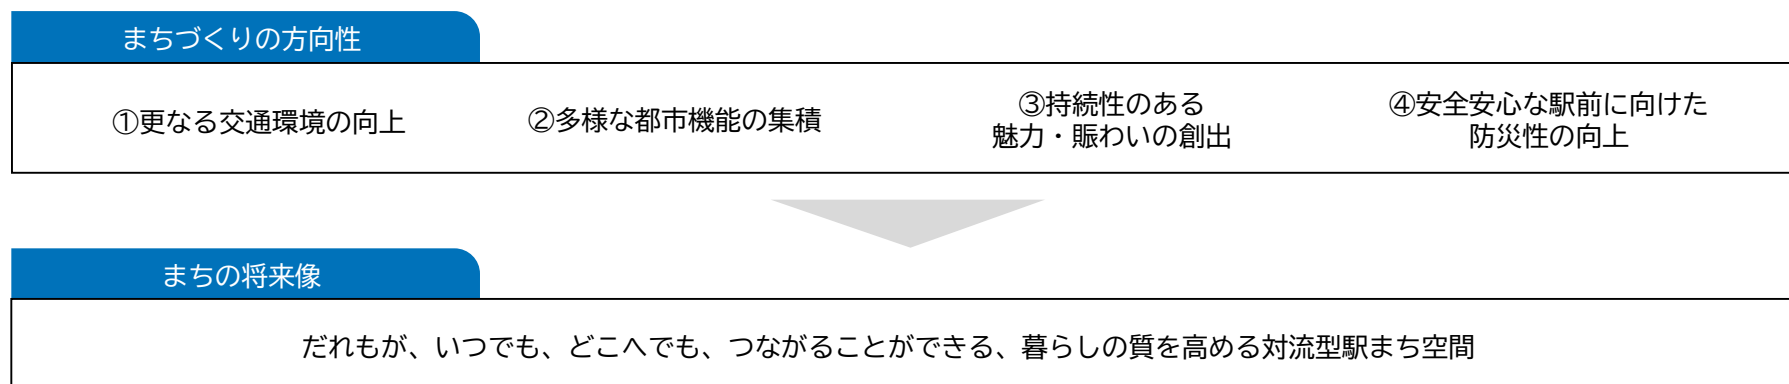 まちづくりの方向性
①更なる交通環境の向上
②多様な都市機能の集積
③持続性のある
魅力・賑わいの創出
④安全安心な駅前に向けた
防災性の向上
まちの将来像
だれもが、いつでも、どこへでも、つながることができる、暮らしの質を高める対流型駅まち空間